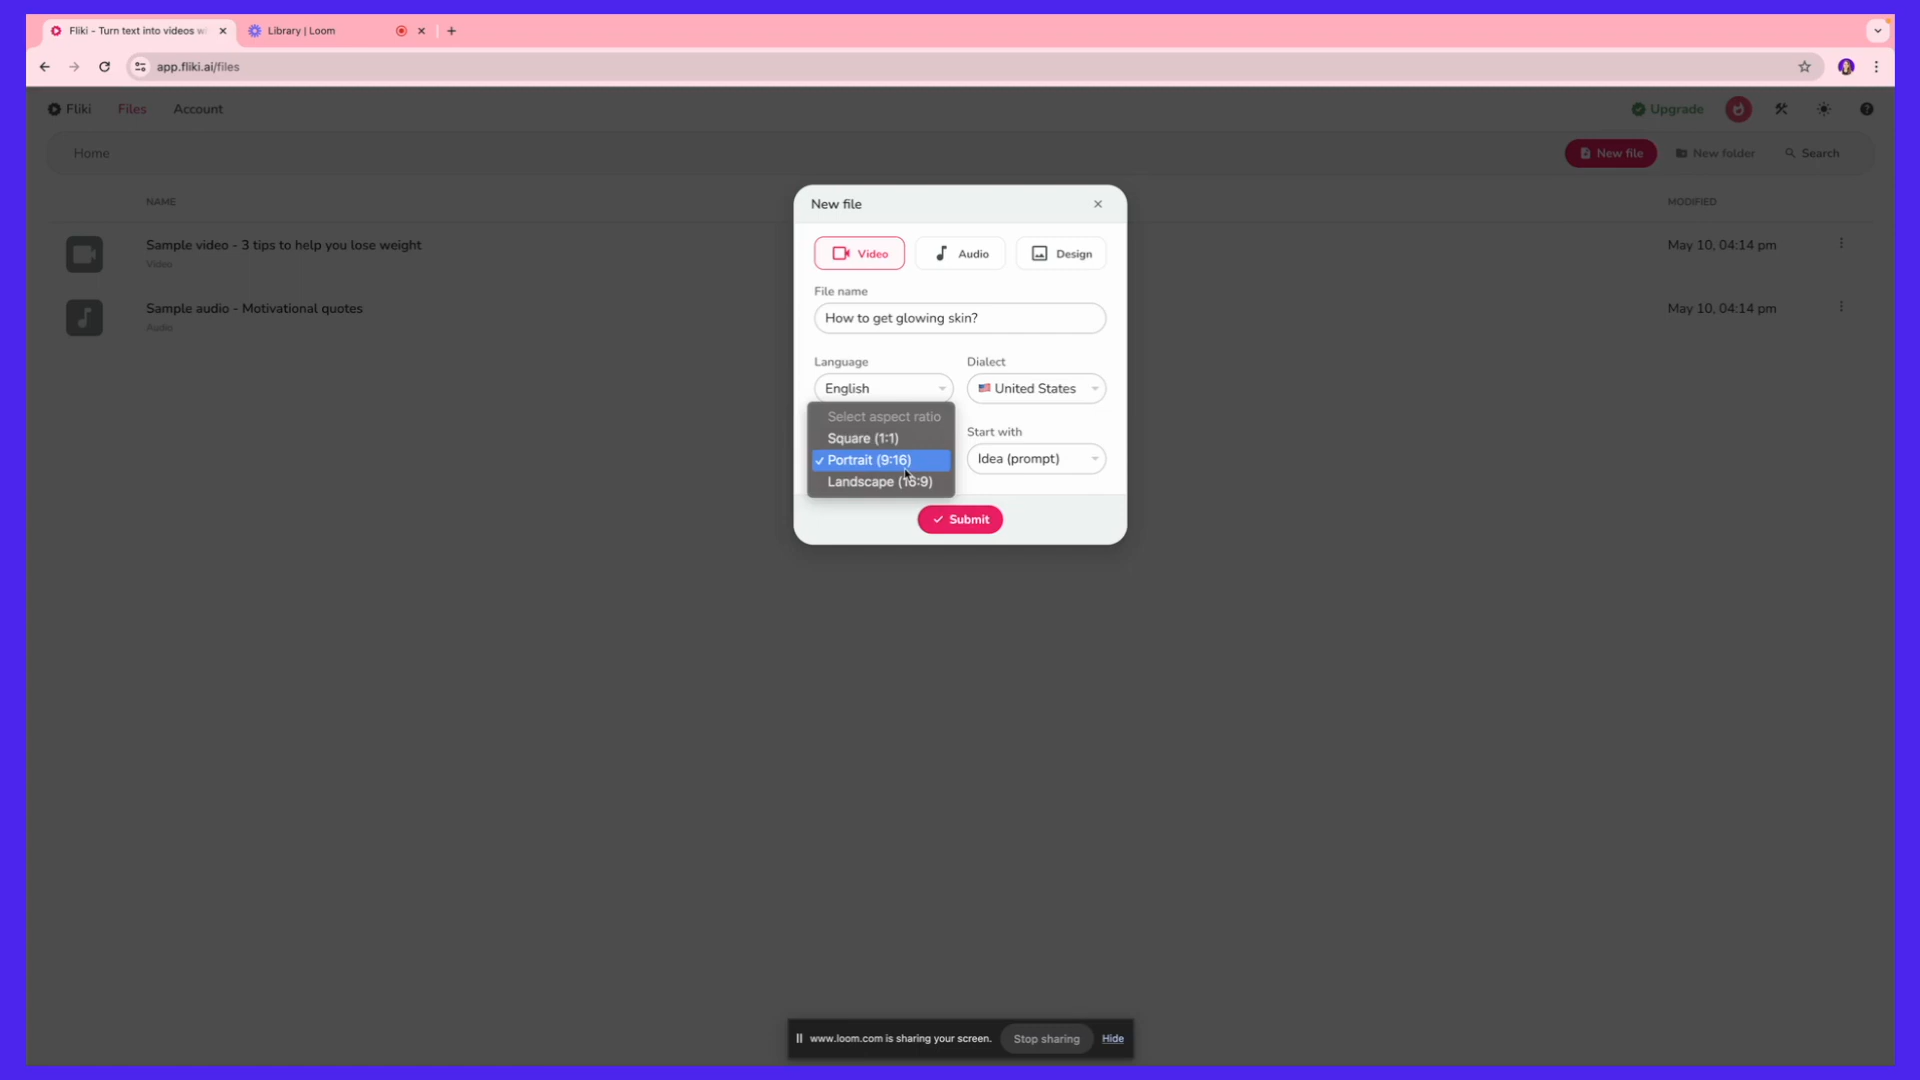 Fliki - Turn text into videos w
Library | Loom
app.fliki.ai/files
Fliki
Files
Account
Upgrade
Home
New file
New folder
Search
NAME
MODIFIED
Sample video - 3 tips to help you lose weight
Video
May 10, 04:14 pm
Sample audio - Motivational quotes
Audio
May 10, 04:14 pm
New file
Video
Audio
Design
File name
How to get glowing skin?
Language
Dialect
English
United States
Select aspect ratio
Square (1:1)
Portrait (9:16)
Landscape (16:9)
Start with
Idea (prompt)
Submit
www.loom.com is sharing your screen.
Stop sharing
Hide